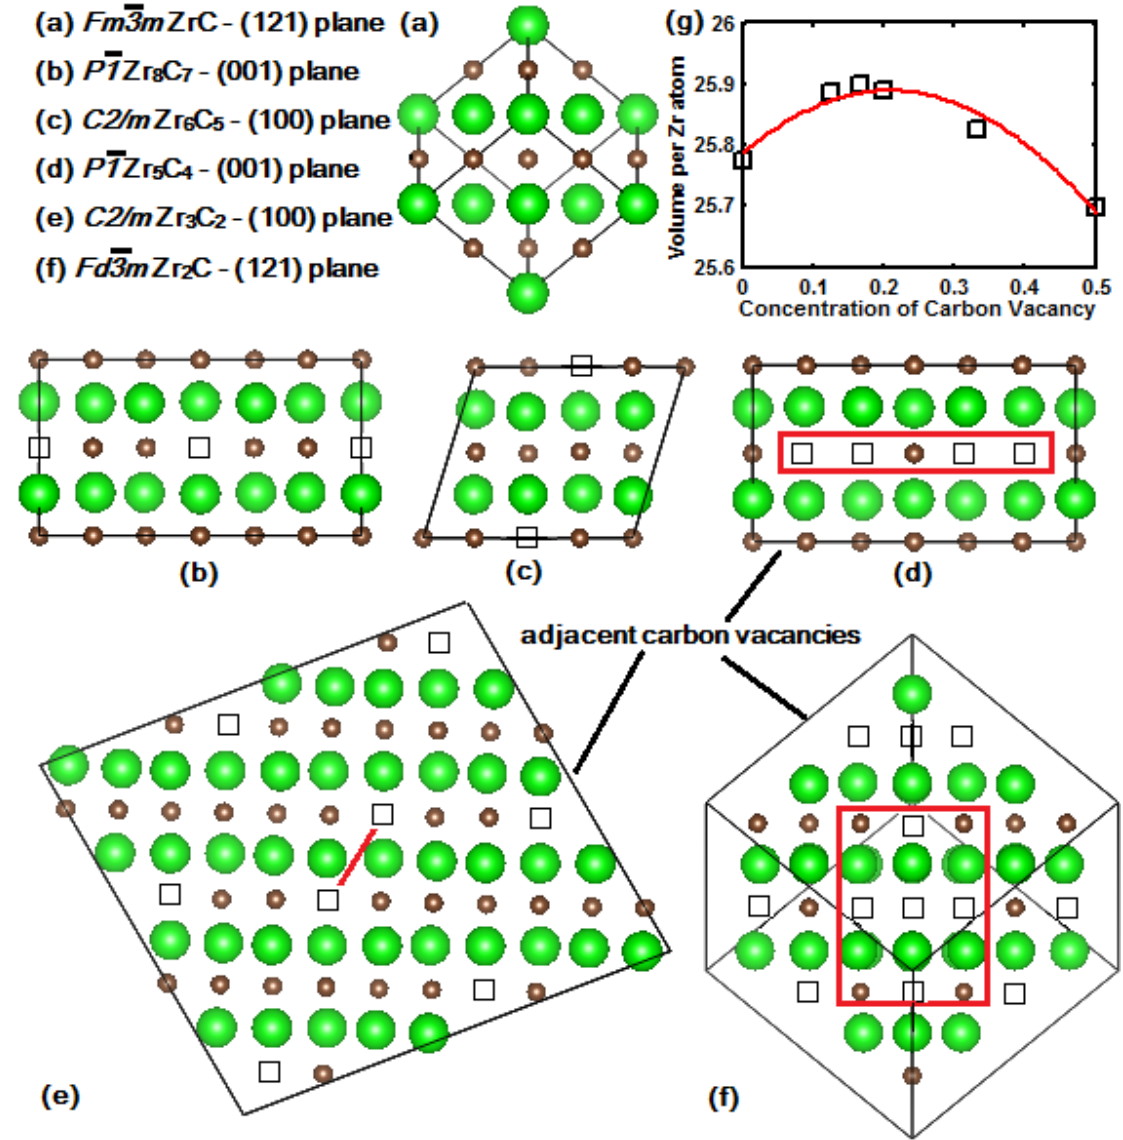 (a) Fm3̅m ZrC - (121) plane (a)
(b) P1̅ Zr₈C₇ - (001) plane
(c) C2/m Zr₆C₅ - (100) plane
(d) P1̅ Zr₅C₄ - (001) plane
(e) C2/m Zr₃C₂ - (100) plane
(f) Fd3̅m Zr₂C - (121) plane
(g)
Volume per Zr atom
26
25.9
25.8
25.7
25.6
0 0.1 0.2 0.3 0.4 0.5
Concentration of Carbon Vacancy
(b)
(c)
(d)
adjacent carbon vacancies
(e)
(f)